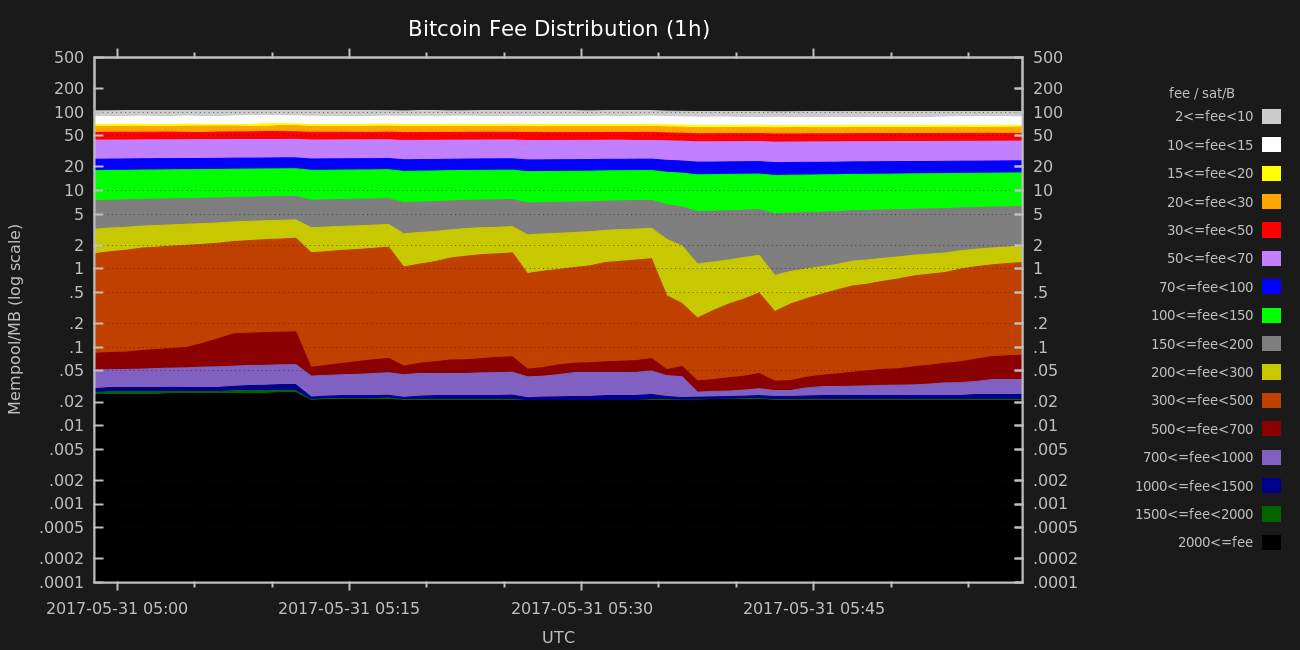 Bitcoin Fee Distribution (1h)
Mempool/MB (log scale)
500
200
100
50
20
10
5
2
1
.5
.2
.1
.05
.02
.01
.005
.002
.001
.0005
.0002
.0001
500
200
100
50
20
10
5
2
1
.5
.2
.1
.05
.02
.01
.005
.002
.001
.0005
.0002
.0001
2017-05-31 05:00 2017-05-31 05:15 2017-05-31 05:30 2017-05-31 05:45
UTC
fee / sat/B
2<=fee<10
10<=fee<15
15<=fee<20
20<=fee<30
30<=fee<50
50<=fee<70
70<=fee<100
100<=fee<150
150<=fee<200
200<=fee<300
300<=fee<500
500<=fee<700
700<=fee<1000
1000<=fee<1500
1500<=fee<2000
2000<=fee